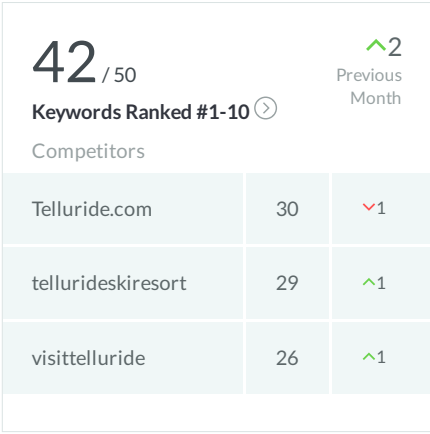 42 / 50
2
Previous
Month
Keywords Ranked #1-10
Competitors
Telluride.com 30 1
tellurideskiresort 29 1
visittelluride 26 1